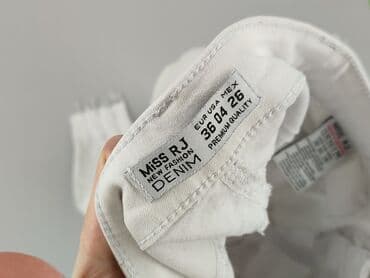 MISS RJ
NEW FASHION
DENIM
EUR USA MEX
36 04 26
PREMIUM QUALITY